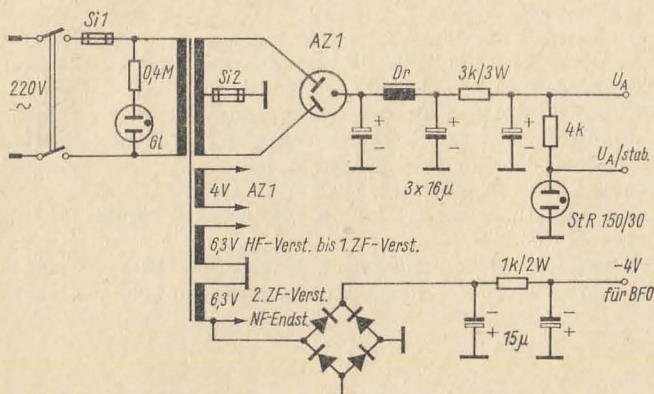 Si1
AZ1
220V
~
0,4M
Gl
Si2
Dr
3k/3W
U_A
4k
U_A/stab.
+
−
+
−
+
−
3x16µ
StR 150/30
4V
AZ1
6,3V HF-Verst. bis 1.ZF-Verst.
6,3V
2.ZF-Verst.
NF-Endst.
1k/2W
−4V
für BFO
−
+
15µ
−
+